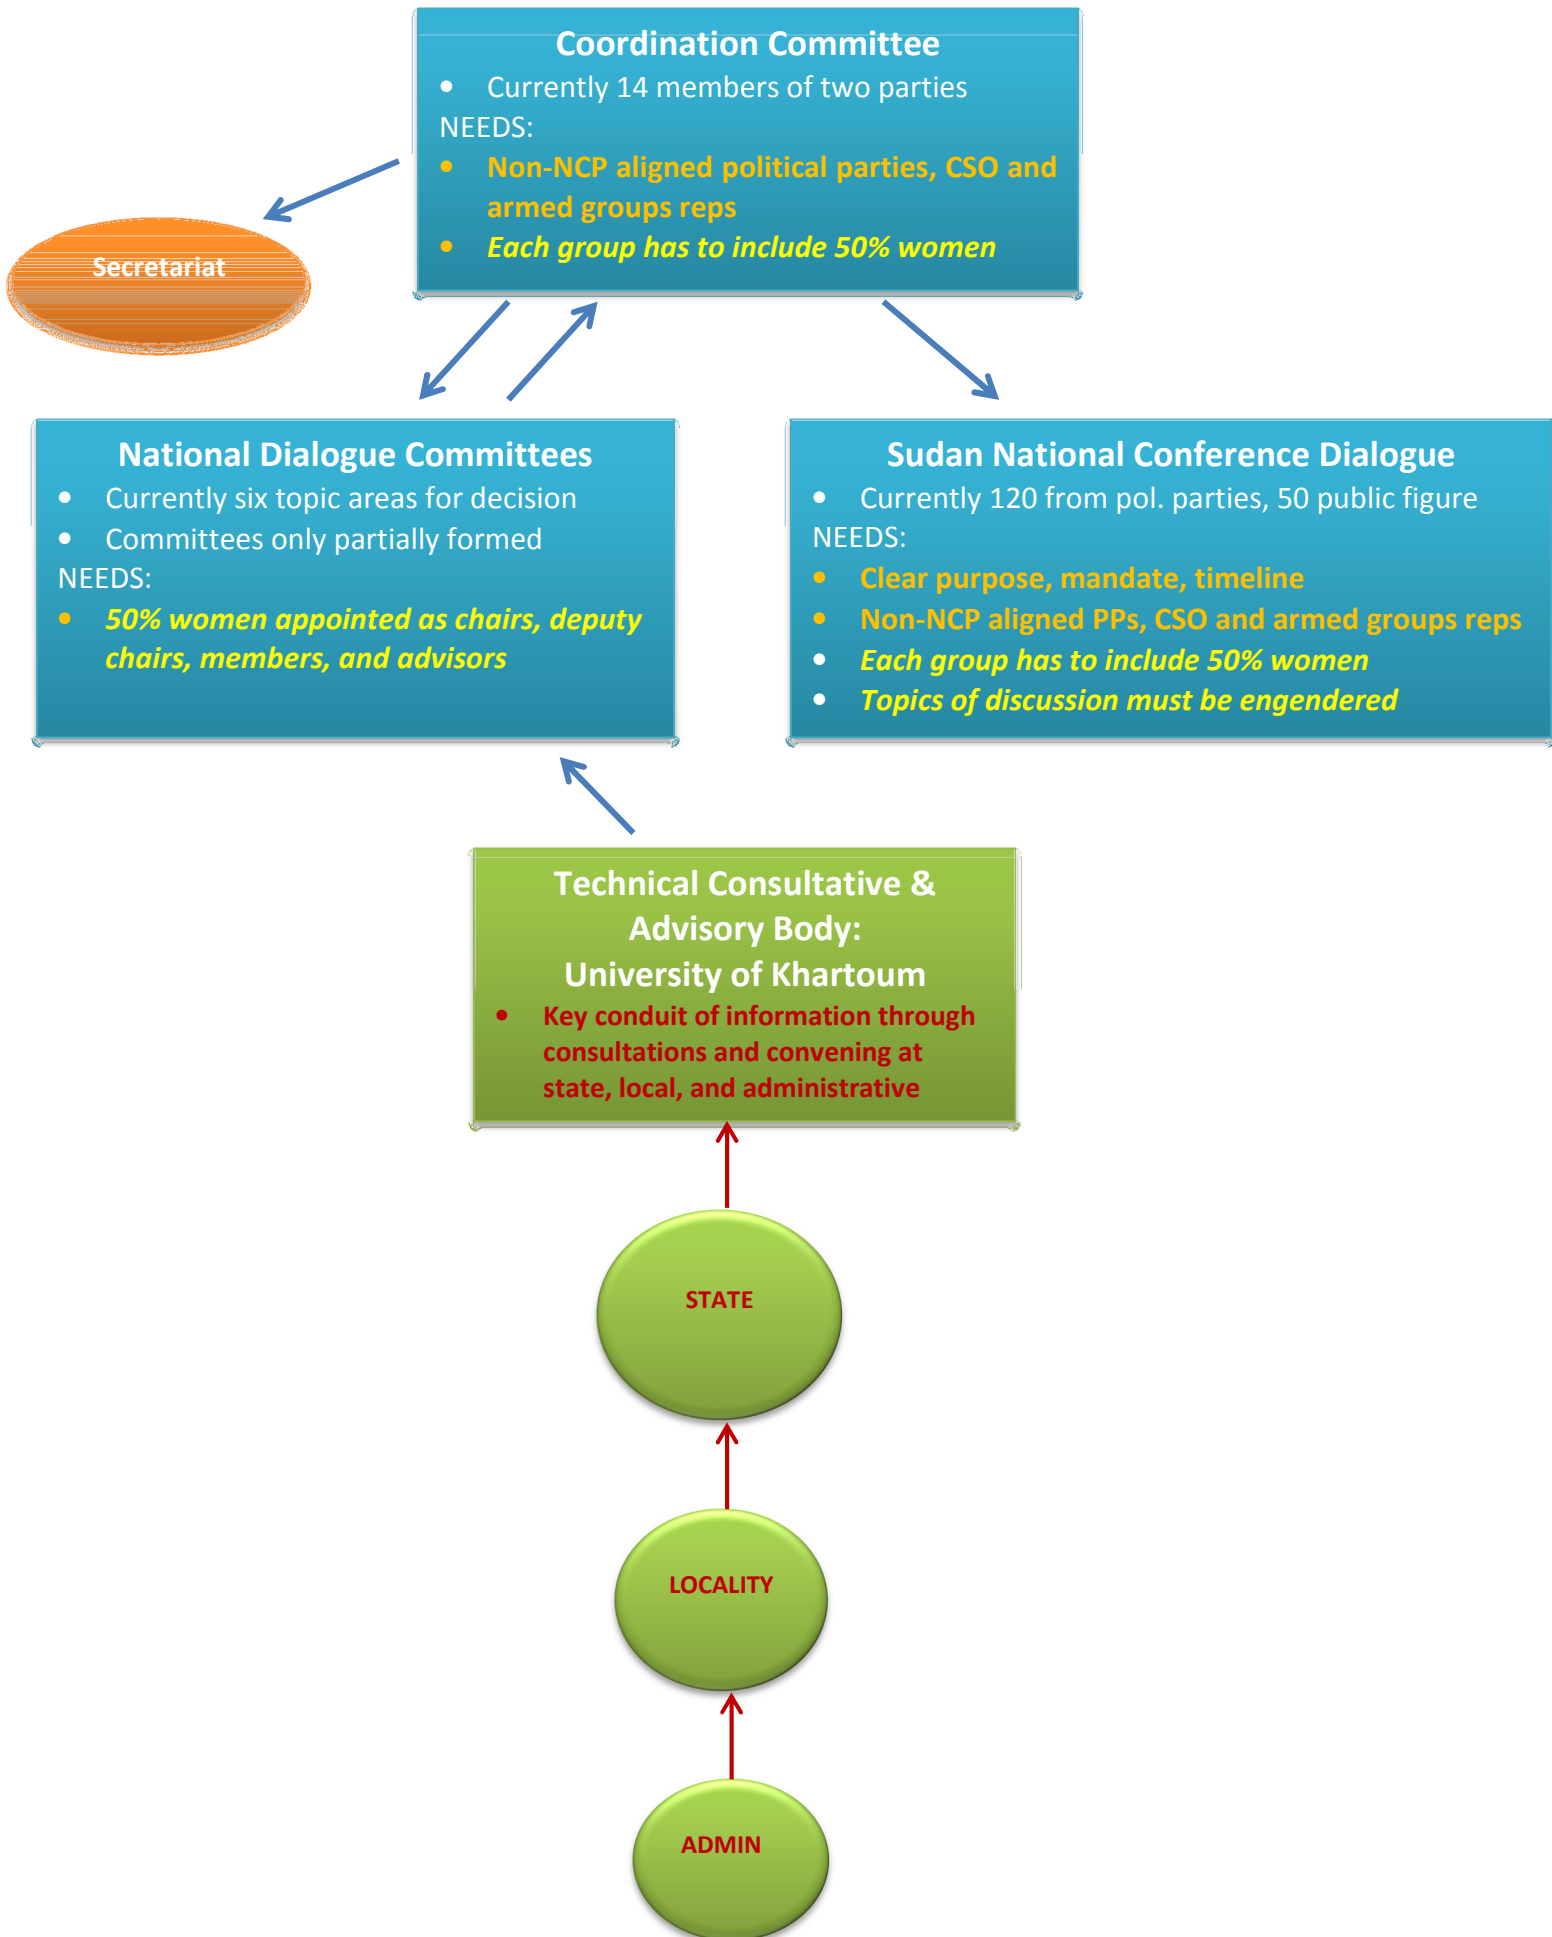 Coordination Committee
• Currently 14 members of two parties
NEEDS:
• Non-NCP aligned political parties, CSO and
armed groups reps
• Each group has to include 50% women
Secretariat
National Dialogue Committees
• Currently six topic areas for decision
• Committees only partially formed
NEEDS:
• 50% women appointed as chairs, deputy
chairs, members, and advisors
Sudan National Conference Dialogue
• Currently 120 from pol. parties, 50 public figure
NEEDS:
• Clear purpose, mandate, timeline
• Non-NCP aligned PPs, CSO and armed groups reps
• Each group has to include 50% women
• Topics of discussion must be engendered
Technical Consultative &
Advisory Body:
University of Khartoum
• Key conduit of information through
consultations and convening at
state, local, and administrative
STATE
LOCALITY
ADMIN